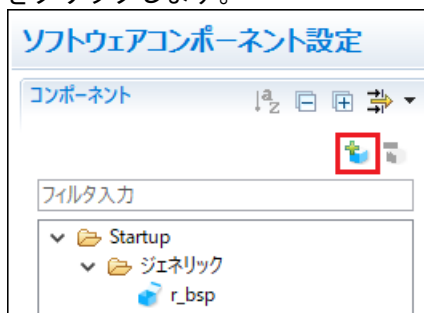 をクリックします。
ソフトウェアコンポーネント設定
コンポーネント
フィルタ入力
Startup
ジェネリック
r_bsp